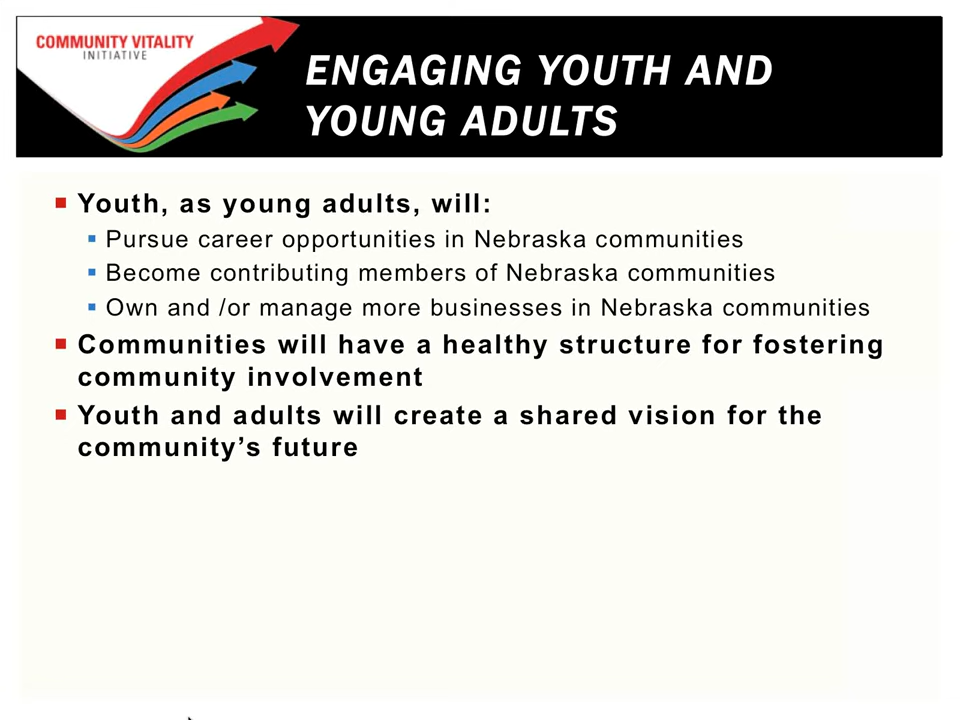 COMMUNITY VITALITY
INITIATIVE
ENGAGING YOUTH AND
YOUNG ADULTS
Youth, as young adults, will:
Pursue career opportunities in Nebraska communities
Become contributing members of Nebraska communities
Own and /or manage more businesses in Nebraska communities
Communities will have a healthy structure for fostering
community involvement
Youth and adults will create a shared vision for the
community’s future